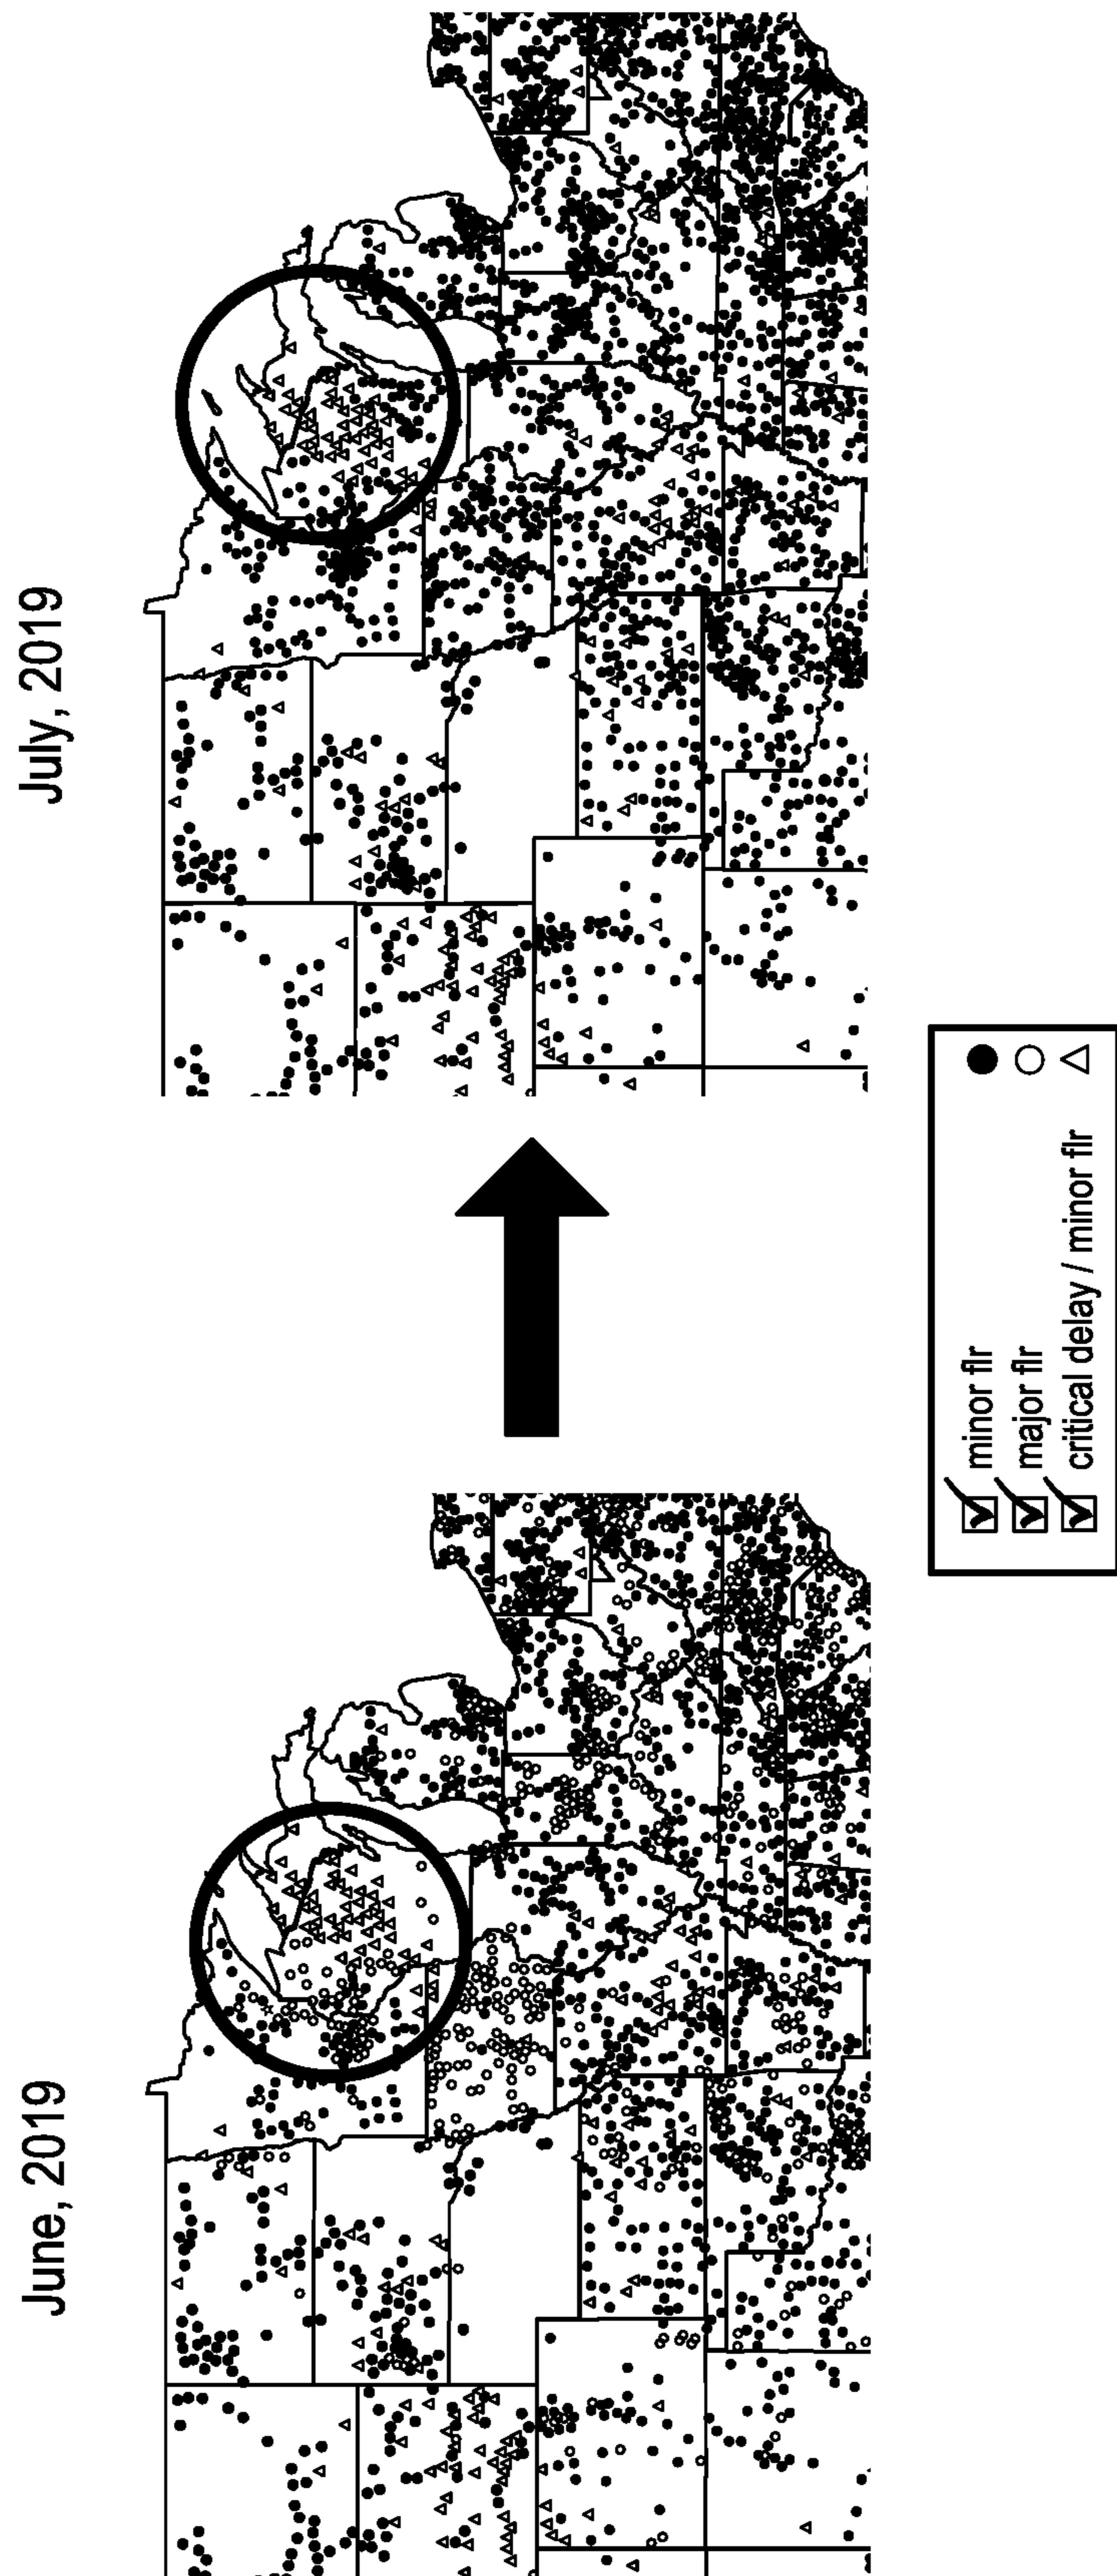 June, 2019
July, 2019
minor flr
major flr
critical delay / minor flr